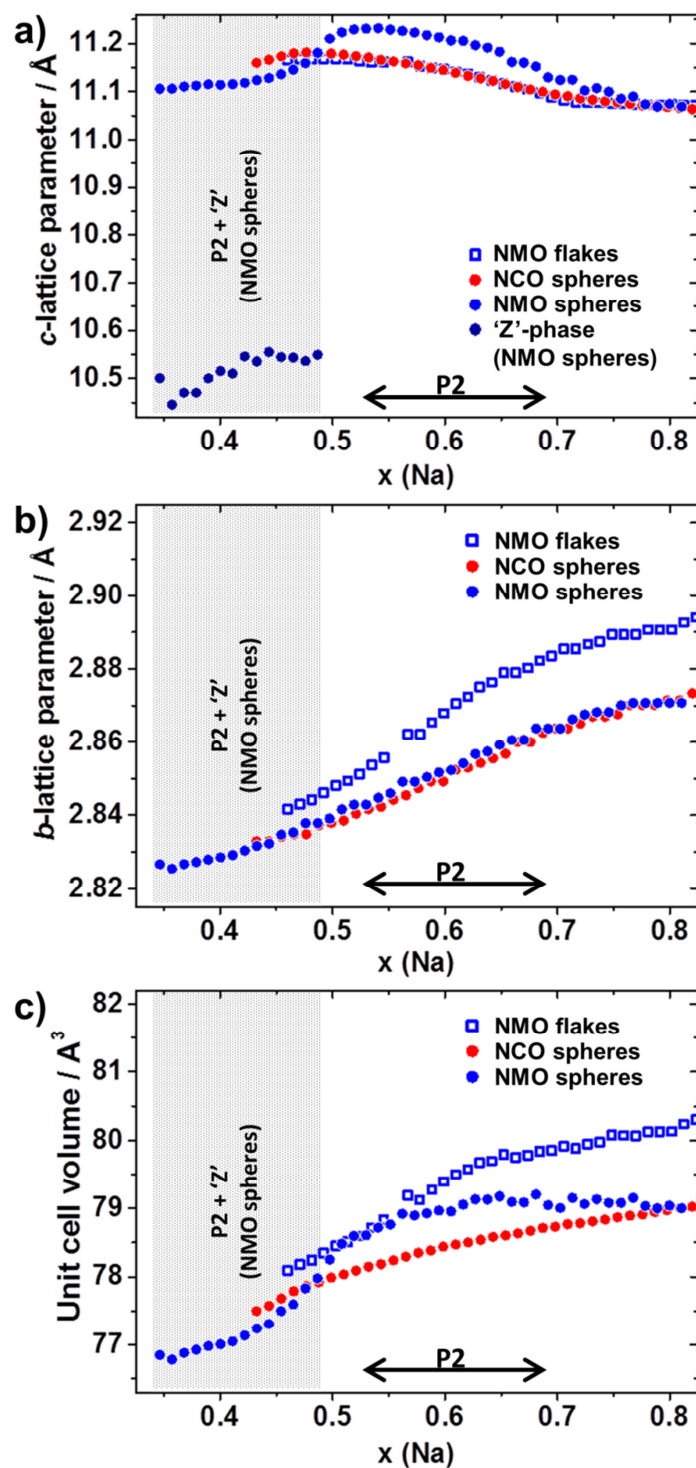 a)
c-lattice parameter / Å
11.2
11.1
11.0
10.9
10.8
10.7
10.6
10.5
P2 + 'Z'
(NMO spheres)
NMO flakes
NCO spheres
NMO spheres
'Z'-phase
(NMO spheres)
P2
0.4 0.5 0.6 0.7 0.8
x (Na)
b)
b-lattice parameter / Å
2.92
2.90
2.88
2.86
2.84
2.82
P2 + 'Z'
(NMO spheres)
NMO flakes
NCO spheres
NMO spheres
P2
0.4 0.5 0.6 0.7 0.8
x (Na)
c)
Unit cell volume / A³
82
81
80
79
78
77
P2 + 'Z'
(NMO spheres)
NMO flakes
NCO spheres
NMO spheres
P2
0.4 0.5 0.6 0.7 0.8
x (Na)